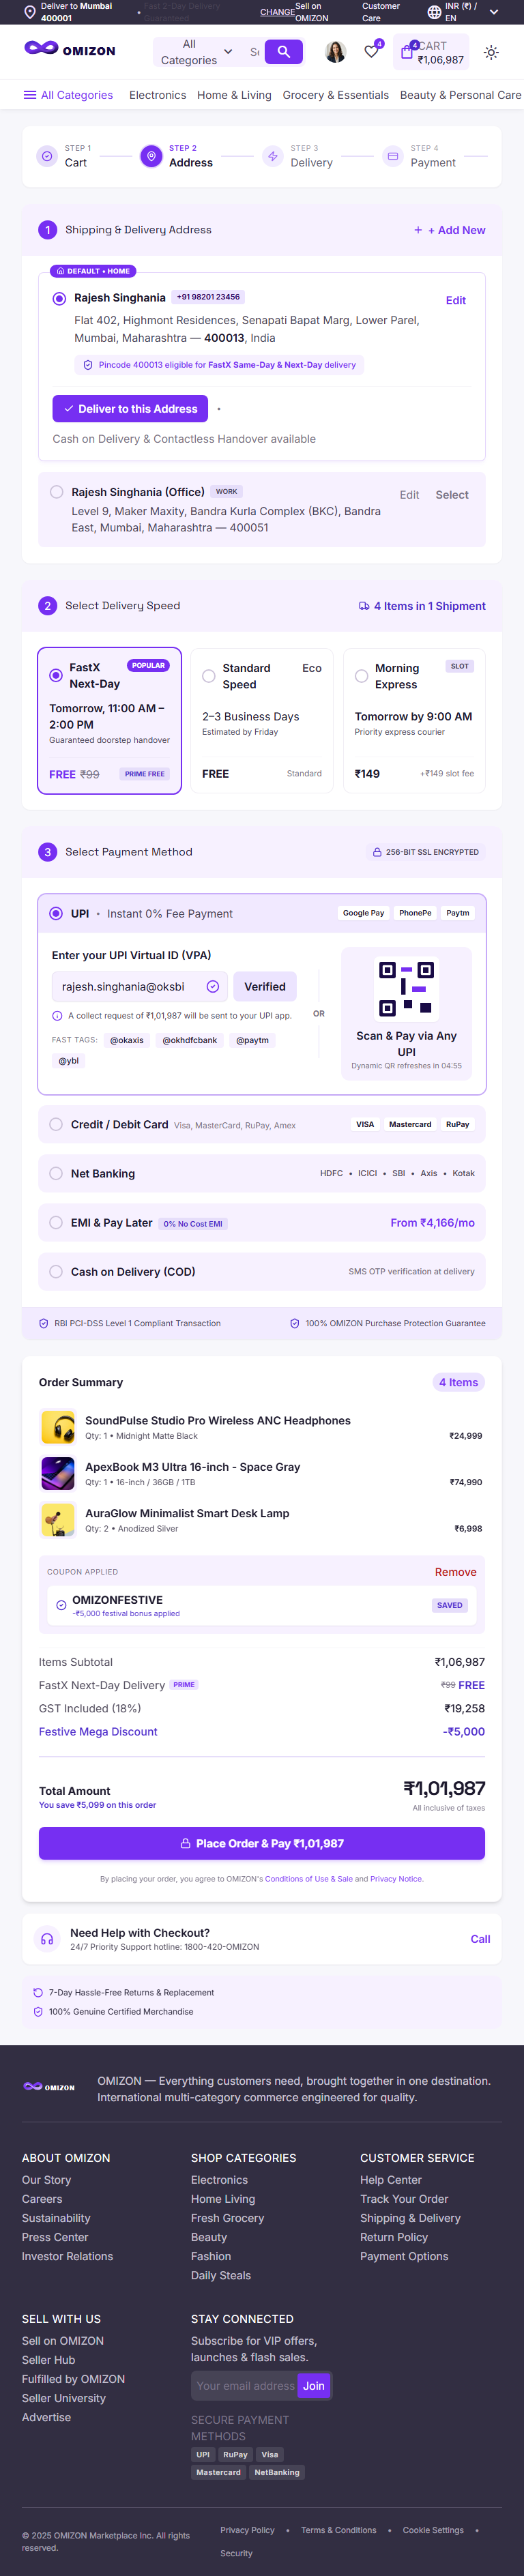 Deliver to Mumbai 400001
• Fast 2-Day Delivery Guaranteed
CHANGE
Sell on OMIZON
Customer Care
INR (₹) / EN
OMIZON
All Categories
4
4
CART
₹1,06,987
All Categories
Electronics
Home & Living
Grocery & Essentials
Beauty & Personal Care
STEP 1
Cart
STEP 2
Address
STEP 3
Delivery
STEP 4
Payment
1 Shipping & Delivery Address
+ + Add New
DEFAULT • HOME
Rajesh Singhania +91 98201 23456
Edit
Flat 402, Highmont Residences, Senapati Bapat Marg, Lower Parel,
Mumbai, Maharashtra — 400013, India
Pincode 400013 eligible for FastX Same-Day & Next-Day delivery
Deliver to this Address •
Cash on Delivery & Contactless Handover available
Rajesh Singhania (Office) WORK
Edit Select
Level 9, Maker Maxity, Bandra Kurla Complex (BKC), Bandra
East, Mumbai, Maharashtra — 400051
2 Select Delivery Speed
4 Items in 1 Shipment
FastX Next-Day
POPULAR
Tomorrow, 11:00 AM – 2:00 PM
Guaranteed doorstep handover
FREE ₹99 PRIME FREE
Standard Speed
Eco
2–3 Business Days
Estimated by Friday
FREE Standard
Morning Express
SLOT
Tomorrow by 9:00 AM
Priority express courier
₹149 +₹149 slot fee
3 Select Payment Method
256-BIT SSL ENCRYPTED
UPI • Instant 0% Fee Payment
Google Pay PhonePe Paytm
Enter your UPI Virtual ID (VPA)
rajesh.singhania@oksbi
Verified
A collect request of ₹1,01,987 will be sent to your UPI app.
FAST TAGS: @okaxis @okhdfcbank @paytm
@ybl
OR
Scan & Pay via Any UPI
Dynamic QR refreshes in 04:55
Credit / Debit Card Visa, MasterCard, RuPay, Amex
VISA Mastercard RuPay
Net Banking
HDFC • ICICI • SBI • Axis • Kotak
EMI & Pay Later 0% No Cost EMI
From ₹4,166/mo
Cash on Delivery (COD)
SMS OTP verification at delivery
RBI PCI-DSS Level 1 Compliant Transaction
100% OMIZON Purchase Protection Guarantee
Order Summary
4 Items
SoundPulse Studio Pro Wireless ANC Headphones
Qty: 1 • Midnight Matte Black
₹24,999
ApexBook M3 Ultra 16-inch - Space Gray
Qty: 1 • 16-inch / 36GB / 1TB
₹74,990
AuraGlow Minimalist Smart Desk Lamp
Qty: 2 • Anodized Silver
₹6,998
COUPON APPLIED
Remove
OMIZONFESTIVE
-₹5,000 festival bonus applied
SAVED
Items Subtotal ₹1,06,987
FastX Next-Day Delivery PRIME ₹99 FREE
GST Included (18%) ₹19,258
Festive Mega Discount -₹5,000
Total Amount
You save ₹5,099 on this order
₹1,01,987
All inclusive of taxes
Place Order & Pay ₹1,01,987
By placing your order, you agree to OMIZON's Conditions of Use & Sale and Privacy Notice.
Need Help with Checkout?
24/7 Priority Support hotline: 1800-420-OMIZON
Call
7-Day Hassle-Free Returns & Replacement
100% Genuine Certified Merchandise
OMIZON
OMIZON — Everything customers need, brought together in one destination.
International multi-category commerce engineered for quality.
ABOUT OMIZON
Our Story
Careers
Sustainability
Press Center
Investor Relations
SHOP CATEGORIES
Electronics
Home Living
Fresh Grocery
Beauty
Fashion
Daily Steals
CUSTOMER SERVICE
Help Center
Track Your Order
Shipping & Delivery
Return Policy
Payment Options
SELL WITH US
Sell on OMIZON
Seller Hub
Fulfilled by OMIZON
Seller University
Advertise
STAY CONNECTED
Subscribe for VIP offers,
launches & flash sales.
Your email address
Join
SECURE PAYMENT
METHODS
UPI RuPay Visa
Mastercard NetBanking
© 2025 OMIZON Marketplace Inc. All rights
reserved.
Privacy Policy • Terms & Conditions • Cookie Settings •
Security